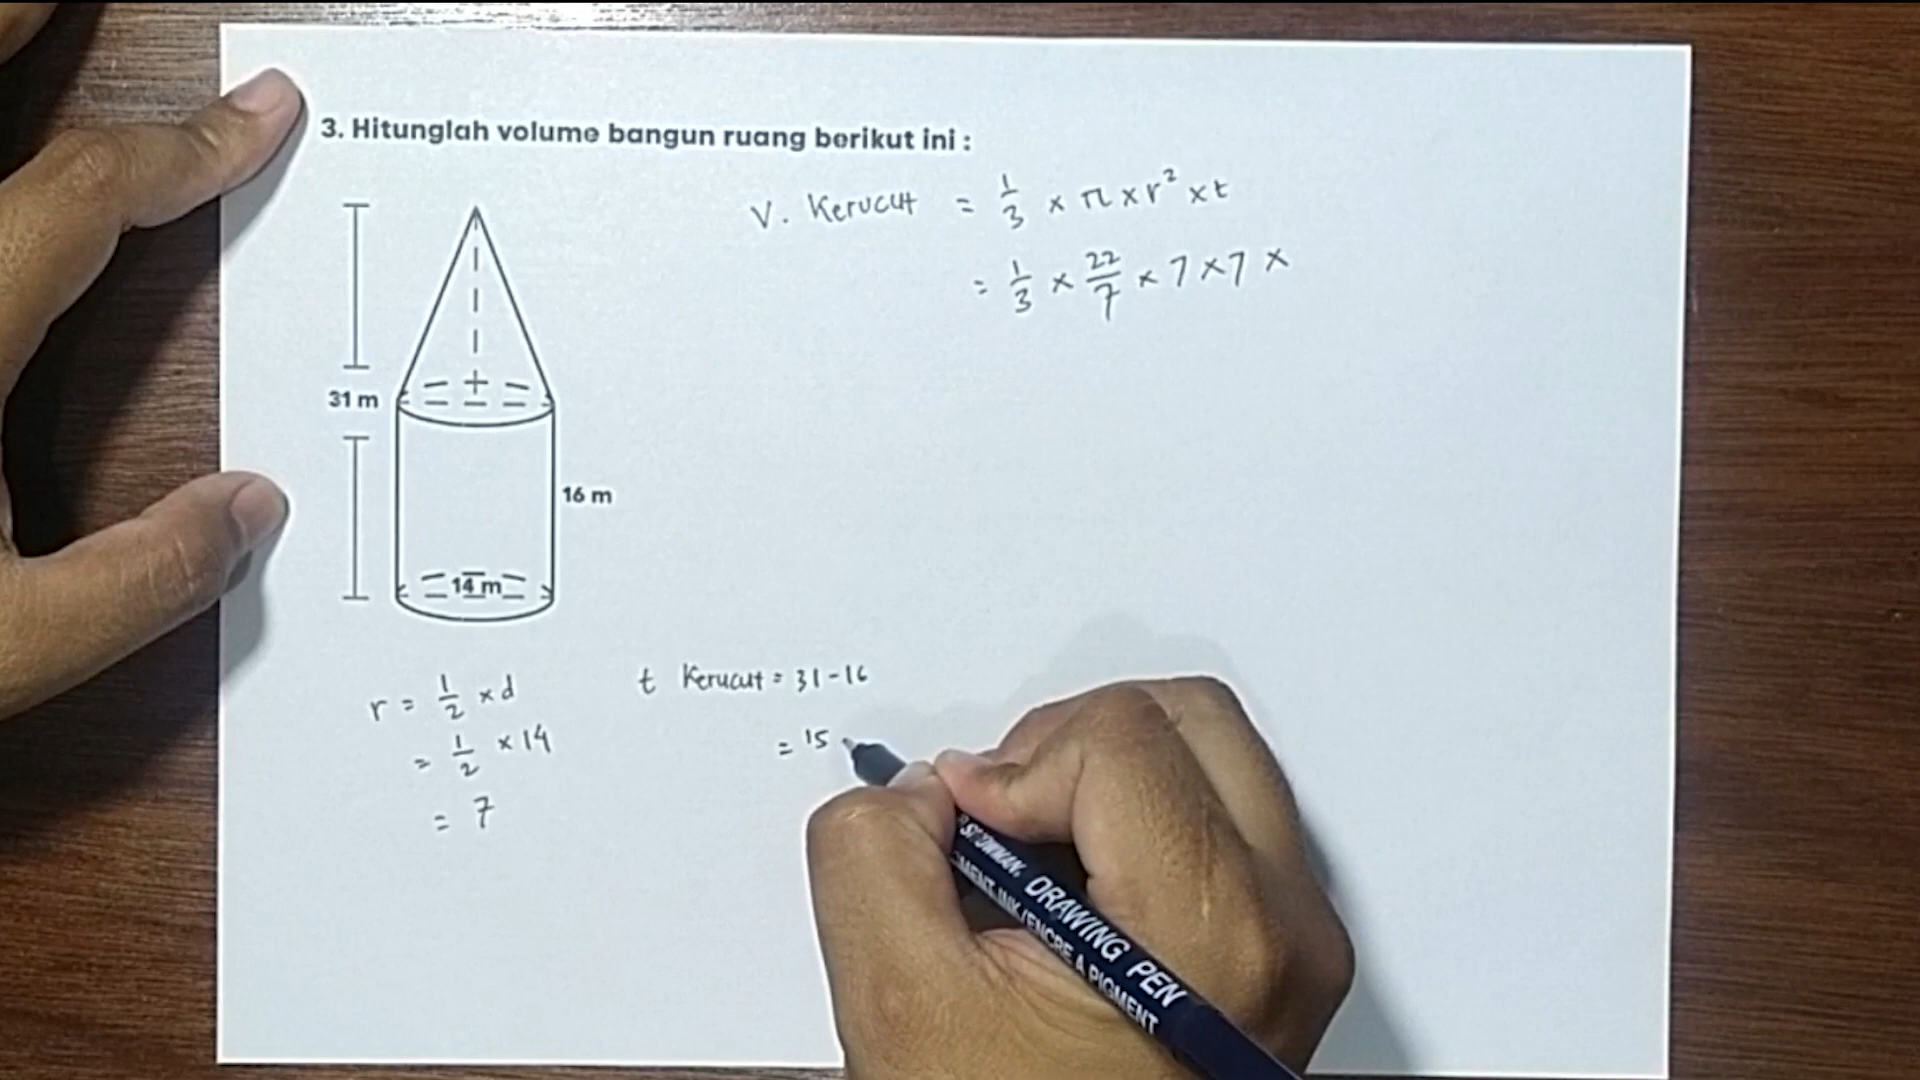 3. Hitunglah volume bangun ruang berikut ini :
V. Kerucut = 1/3 × π × r² × t
= 1/3 × 22/7 × 7 × 7 ×
31 m
16 m
14 m
r = 1/2 × d
= 1/2 × 14
= 7
t Kerucut = 31 - 16
= 15
SNOWMAN. DRAWING PEN
PIGMENT INK/ENCRE A PIGMENT